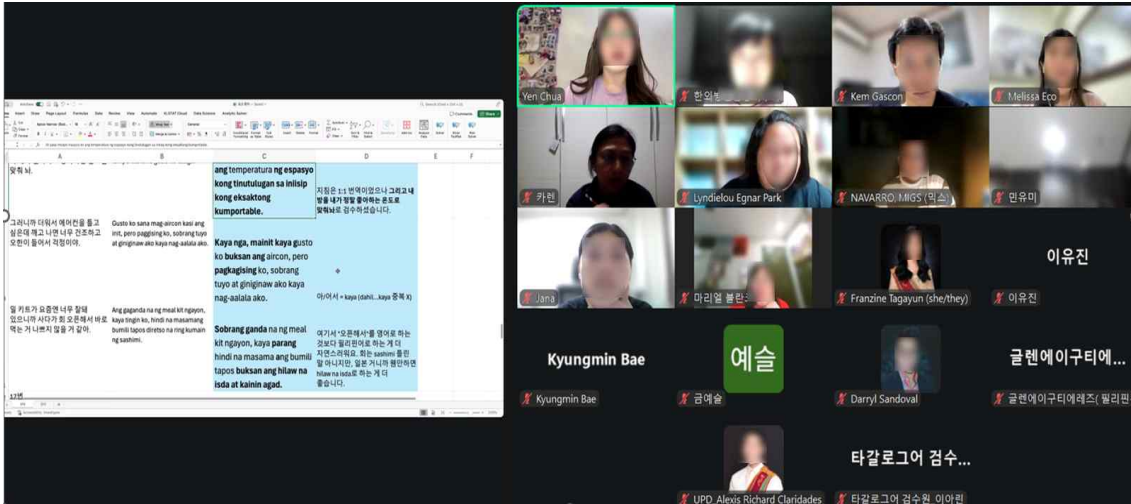 A
B
C
D
E
F
맞춰 놔.
ang temperatura ng espasyo
kong tinutulugan sa iniisip
kong eksaktong
kumportable.
지침은 1:1 번역이었으나 그리고 내
방을 내가 정말 좋아하는 온도로
맞춰놔로 검수하셨습니다.
그러니까 더워서 에어컨을 틀고
싶은데 깨고 나면 너무 건조하고
오한이 들어서 걱정이야.
Gusto ko sana mag-aircon kasi ang
init, pero paggising ko, sobrang tuyo
at giniginaw ako kaya nag-aalala ako.
Kaya nga, mainit kaya gusto
ko buksan ang aircon, pero
pagkagising ko, sobrang
tuyo at giniginaw ako kaya
nag-aalala ako.
아/어서 = kaya (dahil...kaya 중복 X)
밀 키트가 요즘엔 너무 잘돼
있으니까 사다가 회 오픈해서 바로
먹는 거 나쁘지 않을 거 같아.
Ang gaganda na ng meal kit ngayon,
kaya tingin ko, hindi na masamang
bumili tapos diretso na ring kumain
ng sashimi.
Sobrang ganda na ng meal
kit ngayon, kaya parang
hindi na masama ang bumili
tapos buksan ang hilaw na
isda at kainin agad.
여기서 "오픈해서"를 영어로 하는
것보다 필리핀어로 하는 게 더
자연스러워요. 회는 sashimi 틀린
말 아니지만, 일본 거니까 웬만하면
hilaw na isda로 하는 게 더
좋습니다.
17번
Yen Chua
Kem Gascon
Melissa Eco
카렌
Lyndielou Egnar Park
NAVARRO, MIGS (믹스)
민유미
Jana
마리엘 블란
Franzine Tagayun (she/they)
이유진
이유진
Kyungmin Bae
Kyungmin Bae
예슬
금예슬
Darryl Sandoval
글렌에이구티에...
글렌에이구티에레즈( 필리핀
UPD_Alexis Richard Claridades
타갈로그어 검수...
타갈로그어 검수원_이아린